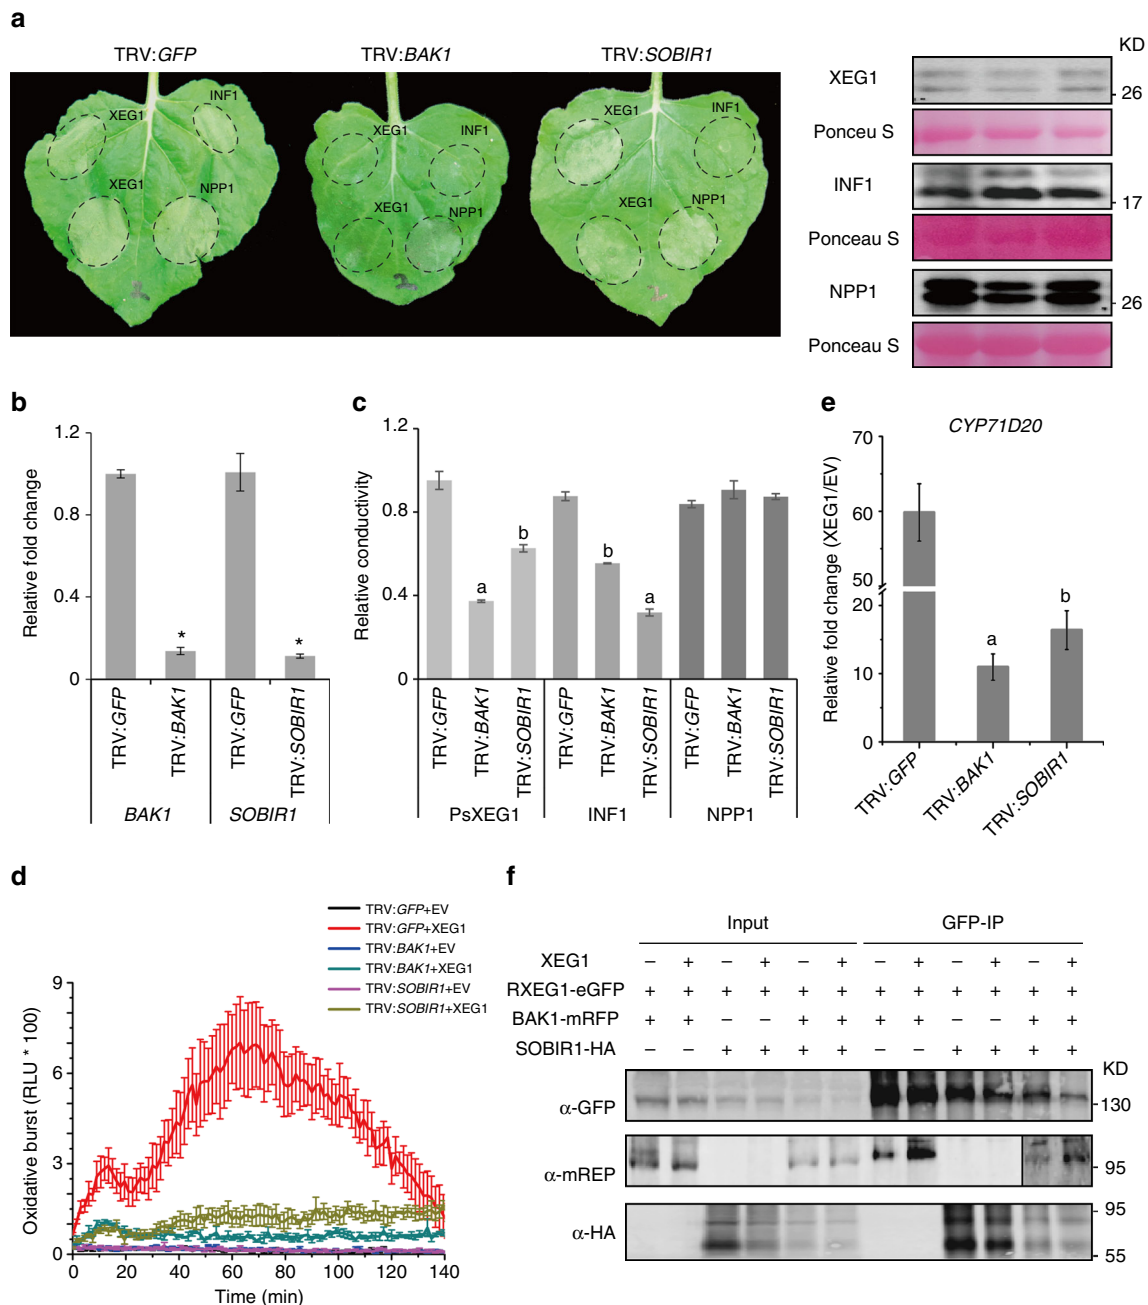 a
TRV:GFP
TRV:BAK1
TRV:SOBIR1
XEG1
INF1
XEG1
NPP1
XEG1
INF1
XEG1
NPP1
XEG1
INF1
XEG1
NPP1
KD
XEG1
26
Ponceu S
INF1
17
Ponceau S
NPP1
26
Ponceau S
b
Relative fold change
1.2
0.8
0.4
0
*
*
TRV:GFP
TRV:BAK1
TRV:GFP
TRV:SOBIR1
BAK1
SOBIR1
c
Relative conductivity
1.2
0.8
0.4
0
a
b
b
a
TRV:GFP
TRV:BAK1
TRV:SOBIR1
TRV:GFP
TRV:BAK1
TRV:SOBIR1
TRV:GFP
TRV:BAK1
TRV:SOBIR1
PsXEG1
INF1
NPP1
e
CYP71D20
Relative fold change (XEG1/EV)
70
60
50
20
10
0
a
b
TRV:GFP
TRV:BAK1
TRV:SOBIR1
d
TRV:GFP+EV
TRV:GFP+XEG1
TRV:BAK1+EV
TRV:BAK1+XEG1
TRV:SOBIR1+EV
TRV:SOBIR1+XEG1
Oxidative burst (RLU * 100)
9
6
3
0
0 20 40 60 80 100 120 140
Time (min)
f
Input GFP-IP
XEG1 – + – + – + – + – + – +
RXEG1-eGFP + + + + + + + + + + + +
BAK1-mRFP + + – – + + + + – – + +
SOBIR1-HA – – + + + + – – + + + +
KD
α-GFP 130
α-mREP 95
α-HA 95
55